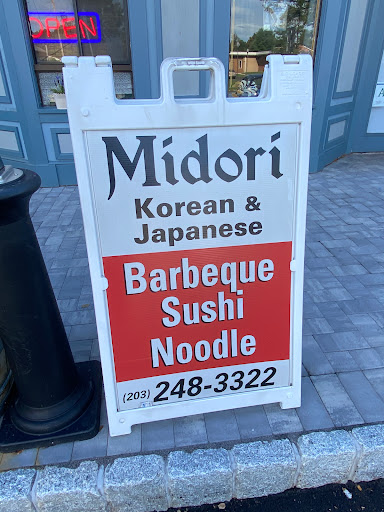 OPEN
Midori
Korean &
Japanese
Barbeque
Sushi
Noodle
(203) 248-3322